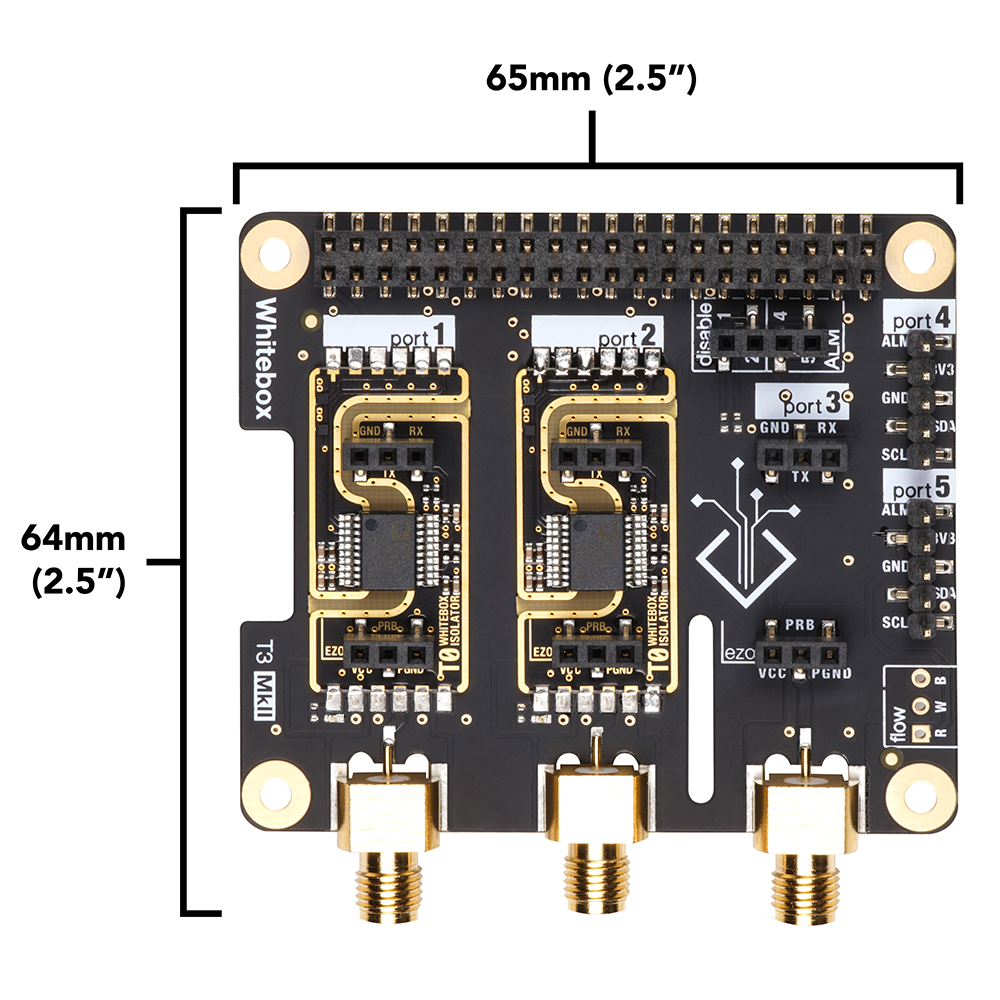 65mm (2.5”)
64mm
(2.5”)
Whitebox
T3 MkII
port 1
GND RX
TX
PRB
EZO
VCC PGND
T0 WHITEBOX
ISOLATOR
port 2
GND RX
TX
PRB
EZO
VCC PGND
T0 WHITEBOX
ISOLATOR
disable
1
2
4
5
ALM
port 3
GND RX
TX
PRB
ezo
VCC PGND
port 4
ALM
3V3
GND
SDA
SCL
port 5
ALM
3V3
GND
SDA
SCL
flow
R W B